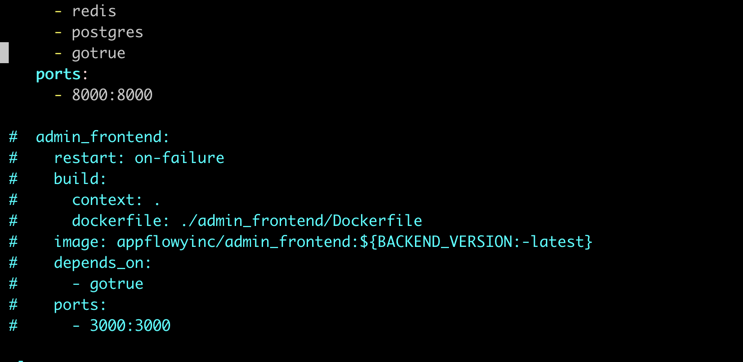 - redis
- postgres
- gotrue
ports:
- 8000:8000
# admin_frontend:
# restart: on-failure
# build:
# context: .
# dockerfile: ./admin_frontend/Dockerfile
# image: appflowyinc/admin_frontend:${BACKEND_VERSION:-latest}
# depends_on:
# - gotrue
# ports:
# - 3000:3000